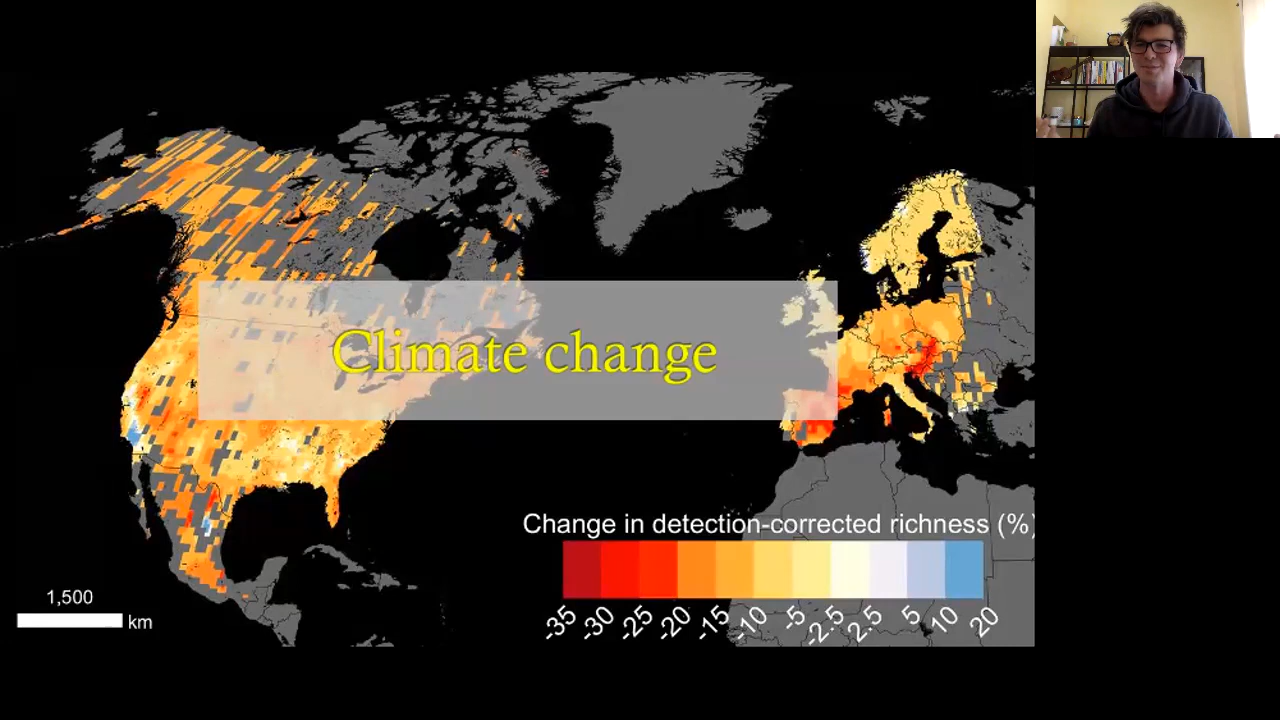 Climate change
Change in detection-corrected richness (%)
-35 -30 -25 -20 -15 -10 -5 -2.5 2.5 5 10 20
1,500
km